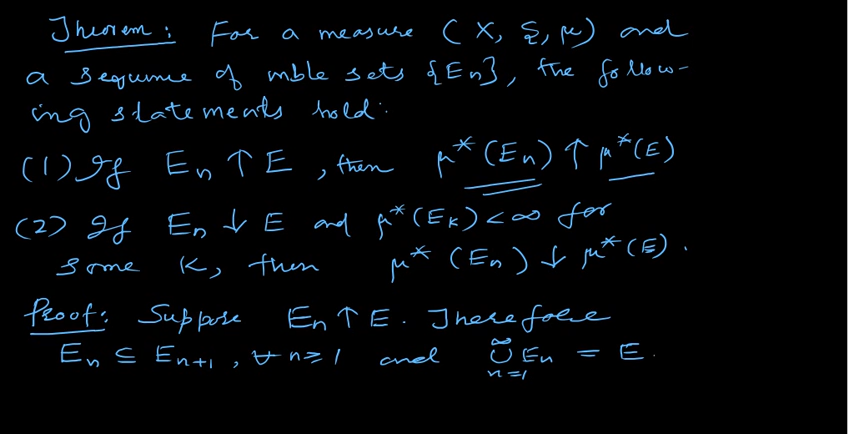 Theorem: For a measure (X, Σ, μ) and
a sequence of mble sets {En}, the follow-
ing statements hold:
(1) If En ↑ E, then μ*(En) ↑ μ*(E)
(2) If En ↓ E and μ*(EK) < ∞ for
some K, then μ*(En) ↓ μ*(E).
Proof: Suppose En ↑ E. Therefore
En ⊆ En+1, ∀ n ≥ 1 and ∞∪n=1 En = E.